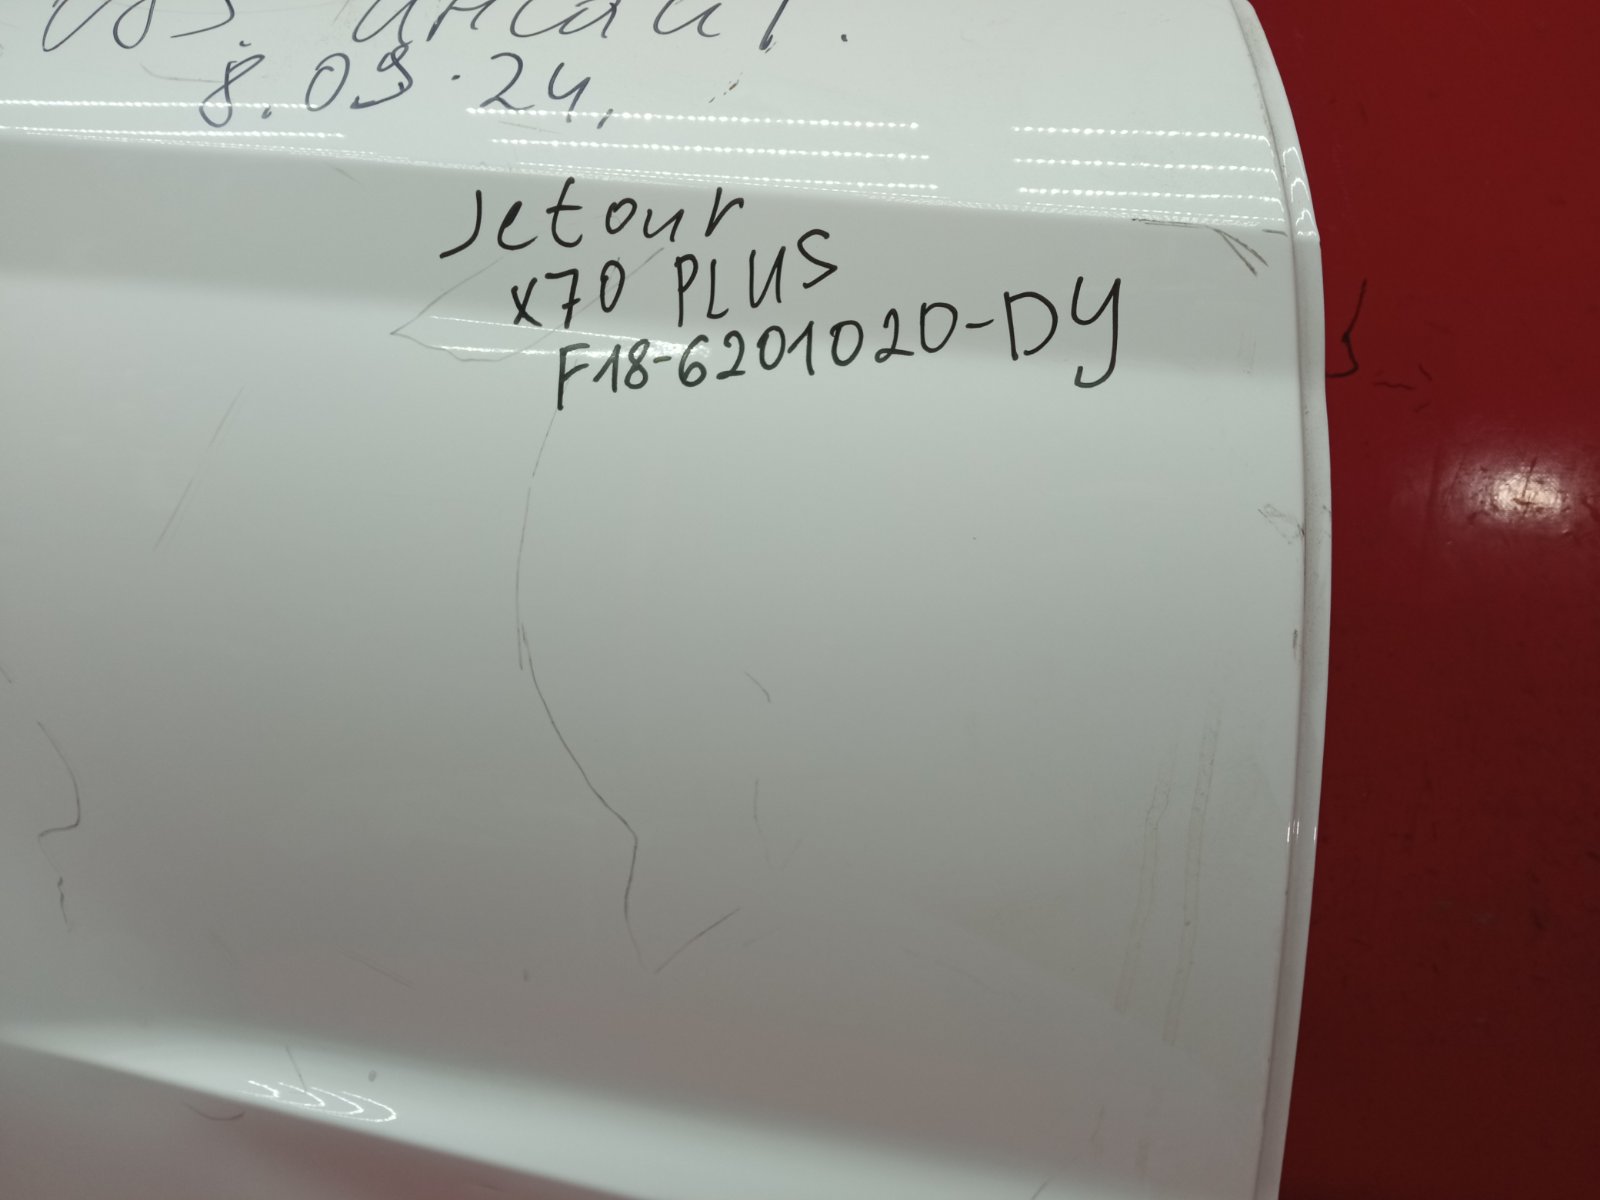 8.09.24.
Jetour
X70 PLUS
F18-6201020-DY